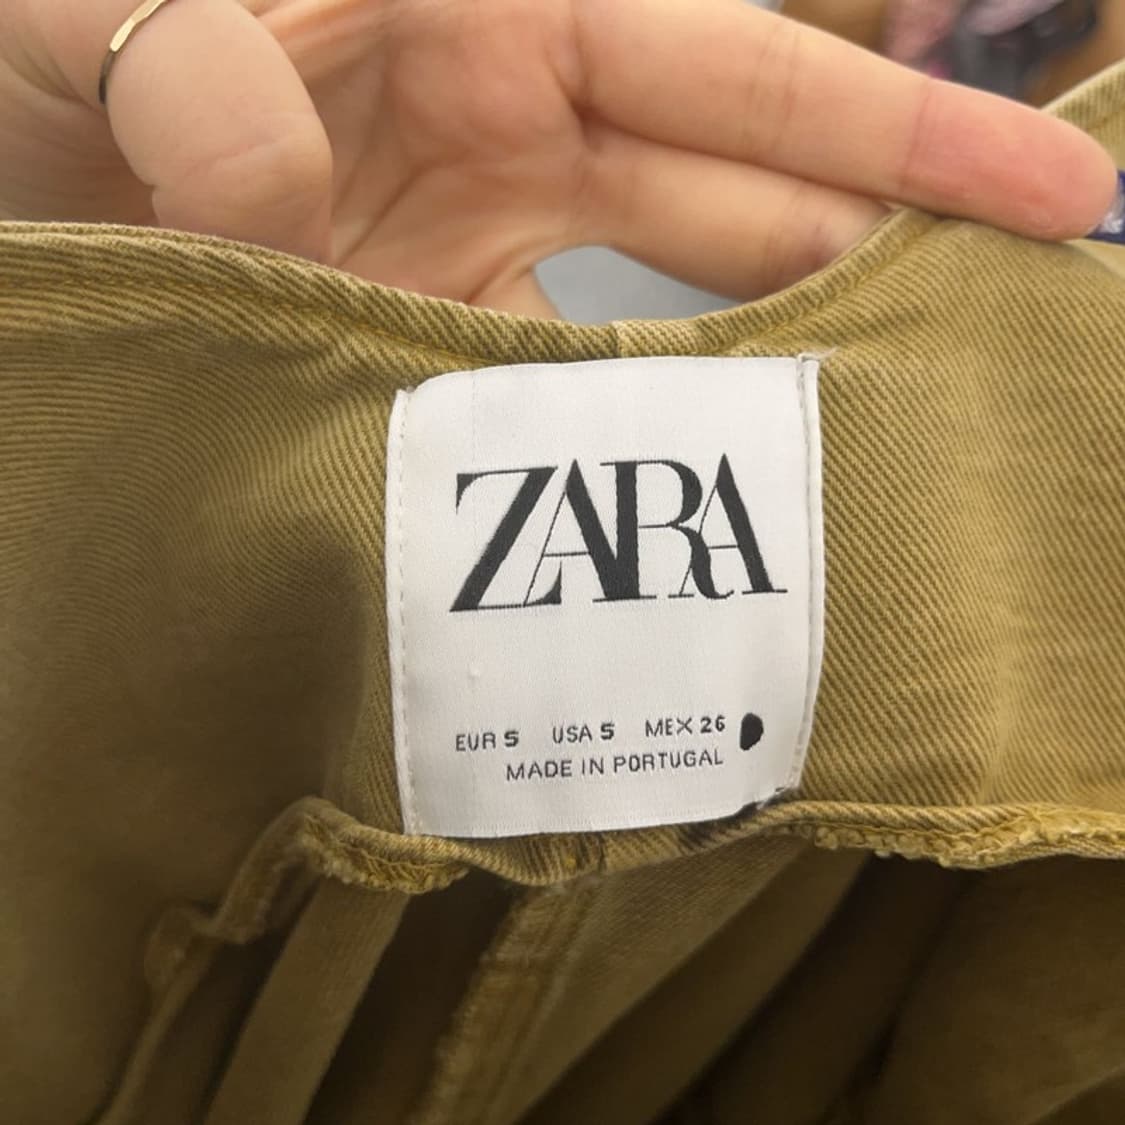 ZARA
EUR S USA S MEX 26
MADE IN PORTUGAL